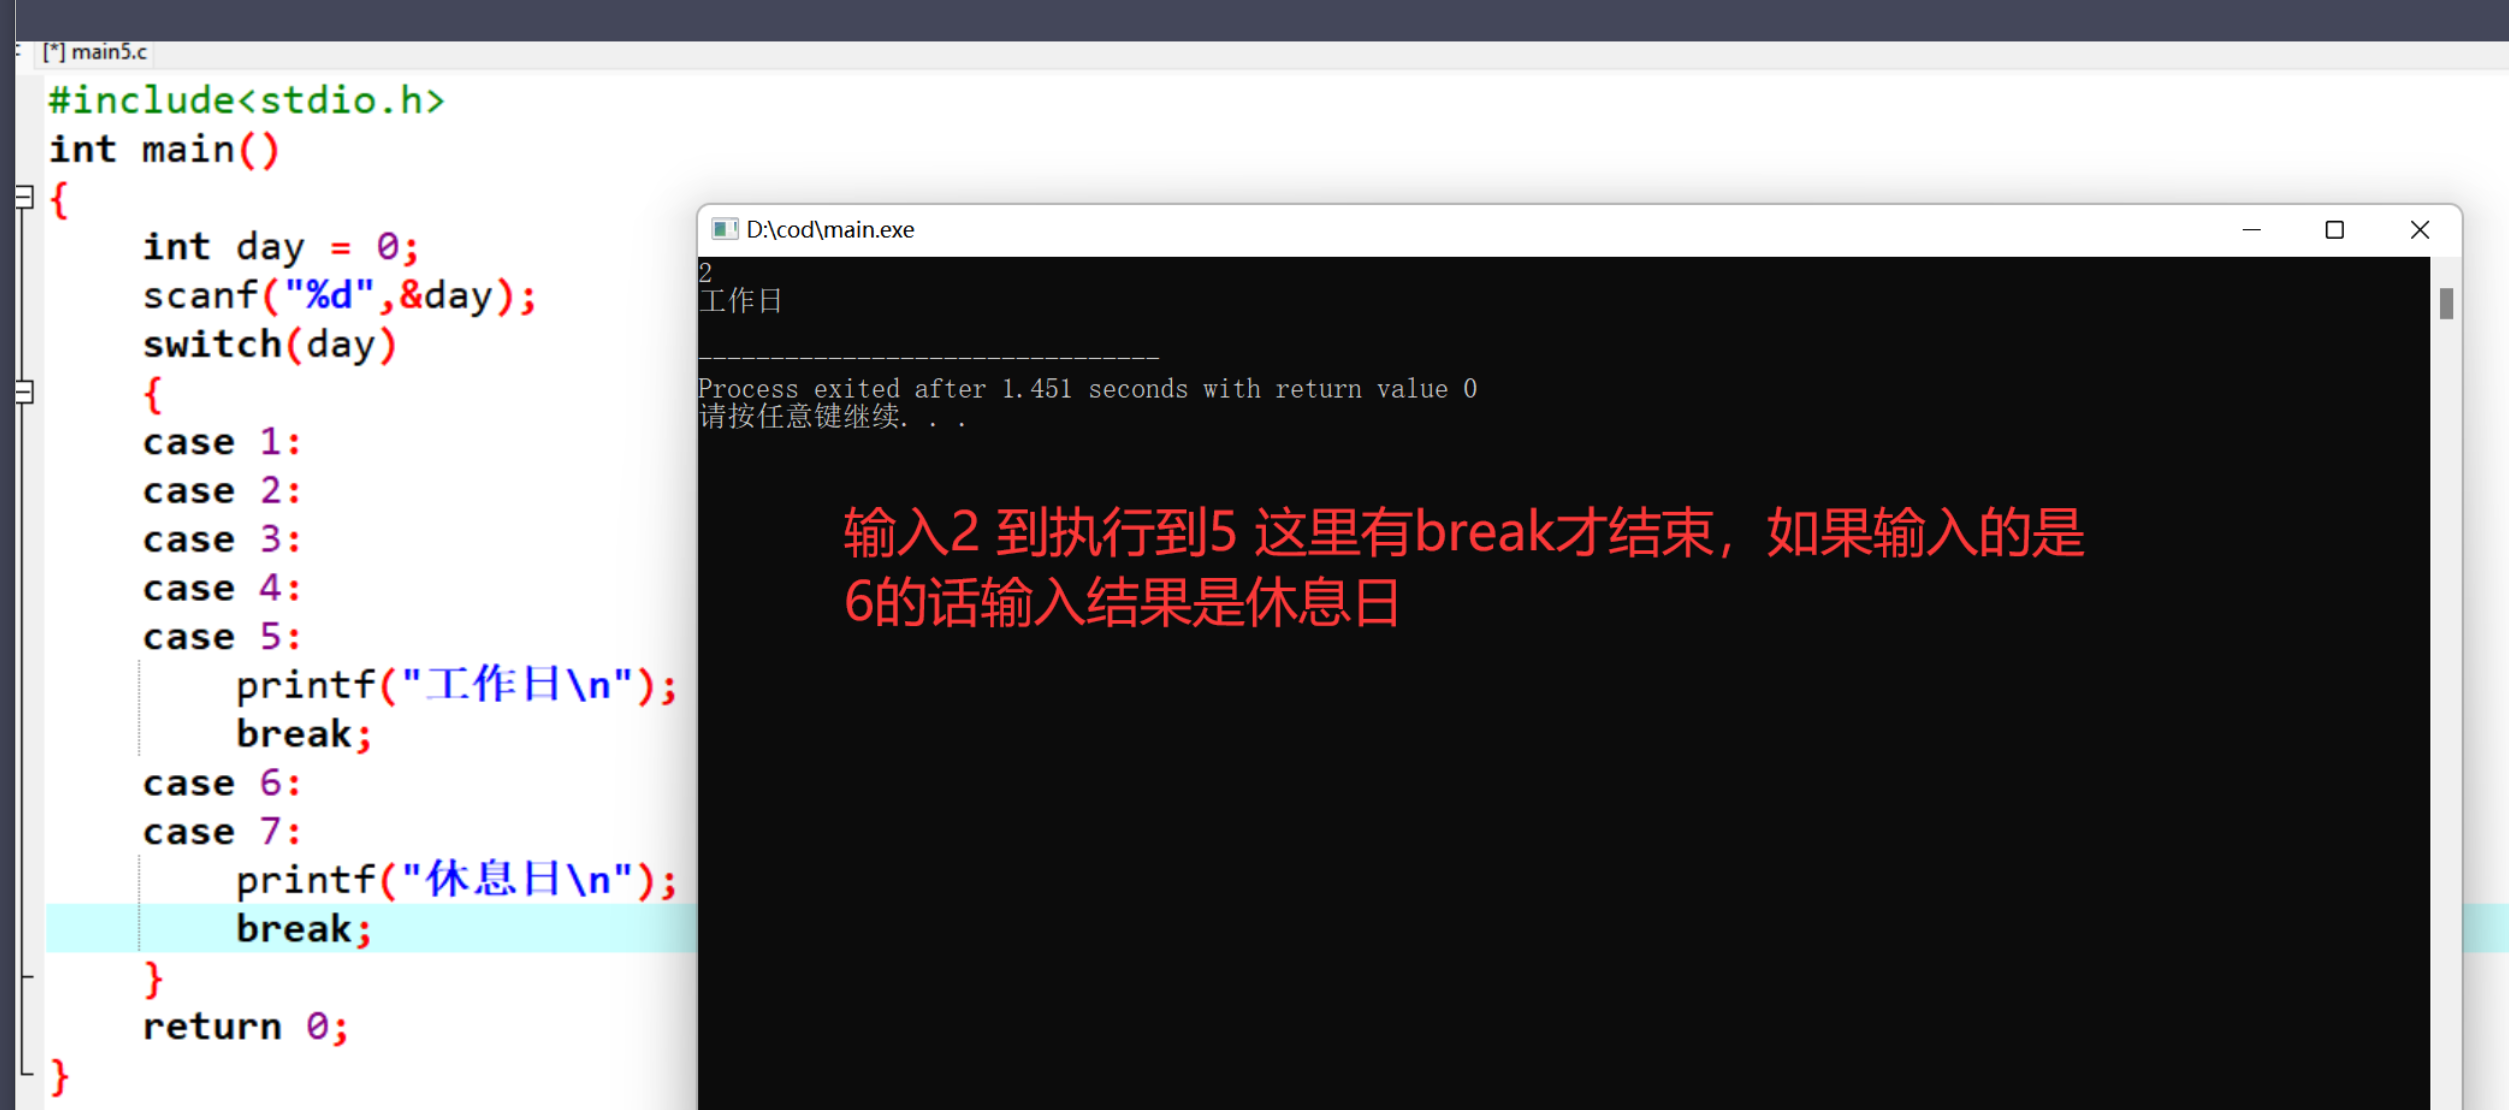 [*] main5.c
#include<stdio.h>
int main()
{
int day = 0;
scanf("%d",&day);
switch(day)
{
case 1:
case 2:
case 3:
case 4:
case 5:
printf("工作日\n");
break;
case 6:
case 7:
printf("休息日\n");
break;
}
return 0;
}
D:\cod\main.exe
2
工作日
--------------------------------
Process exited after 1.451 seconds with return value 0
请按任意键继续. . .
输入2 到执行到5 这里有break才结束，如果输入的是
6的话输入结果是休息日